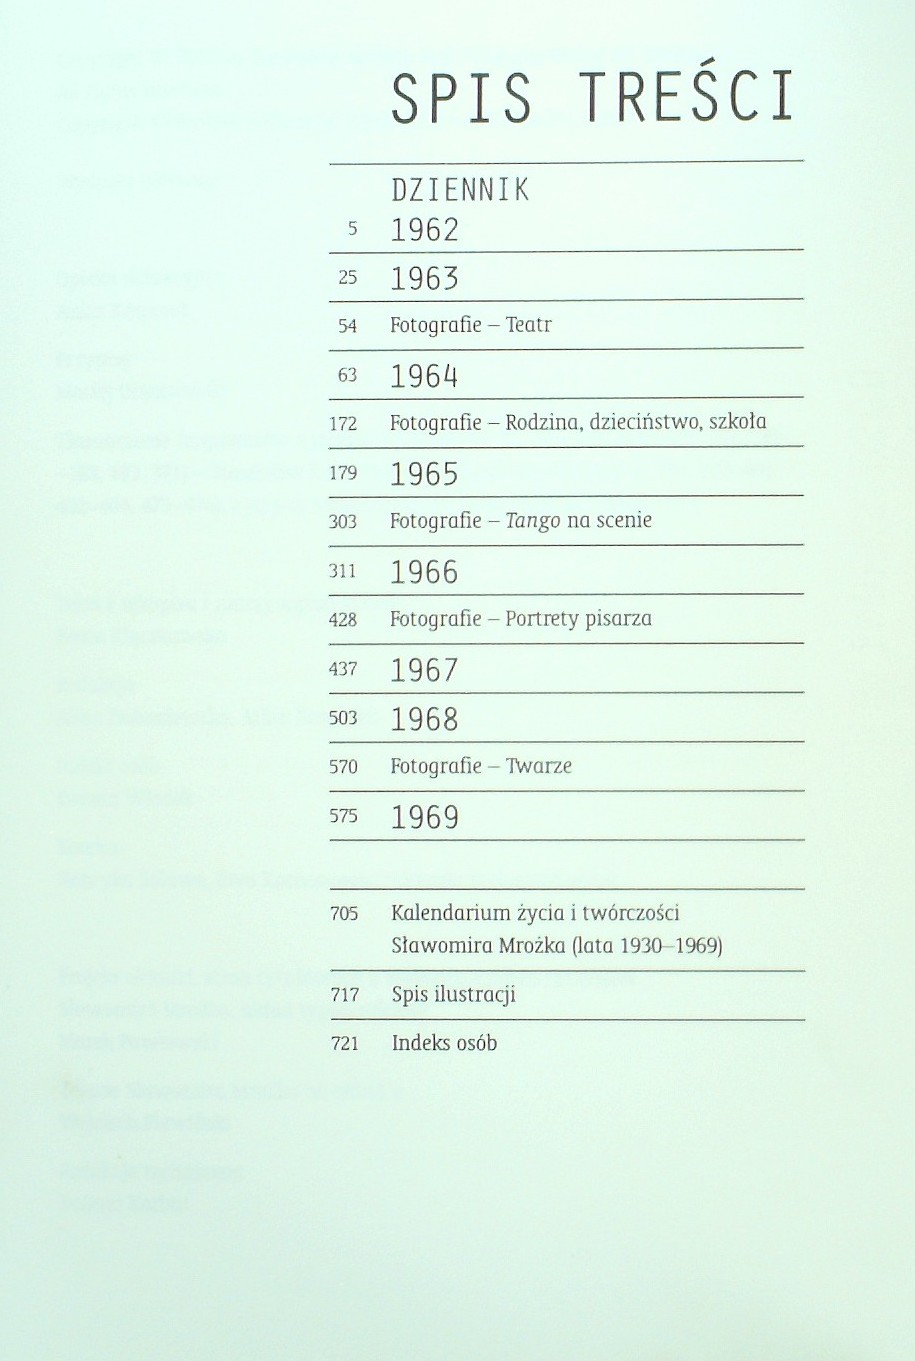 SPIS TREŚCI
DZIENNIK
5 1962
25 1963
54 Fotografie – Teatr
63 1964
172 Fotografie – Rodzina, dzieciństwo, szkoła
179 1965
303 Fotografie – Tango na scenie
311 1966
428 Fotografie – Portrety pisarza
437 1967
503 1968
570 Fotografie – Twarze
575 1969
705 Kalendarium życia i twórczości
Sławomira Mrożka (lata 1930–1969)
717 Spis ilustracji
721 Indeks osób